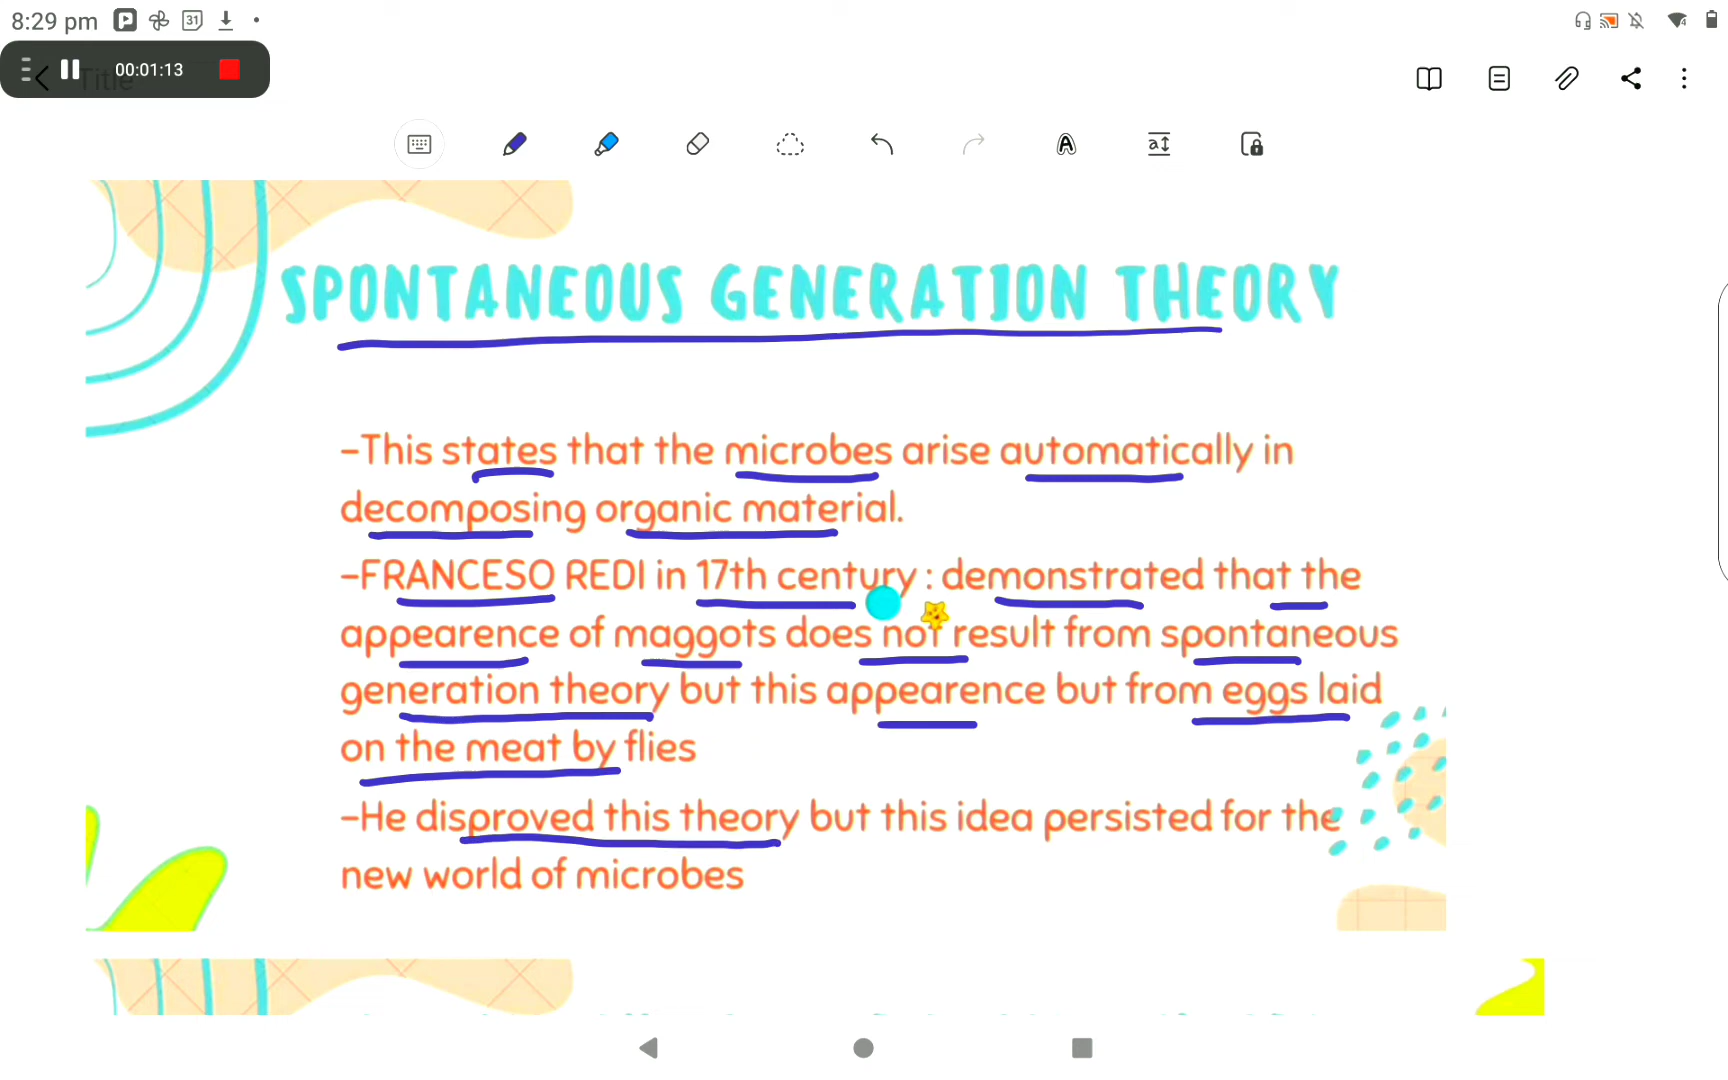 8:29 pm
31
00:01:13
Title
SPONTANEOUS GENERATION THEORY
-This states that the microbes arise automatically in
decomposing organic material.
-FRANCESO REDI in 17th century : demonstrated that the
appearence of maggots does not result from spontaneous
generation theory but this appearence but from eggs laid
on the meat by flies
-He disproved this theory but this idea persisted for the
new world of microbes